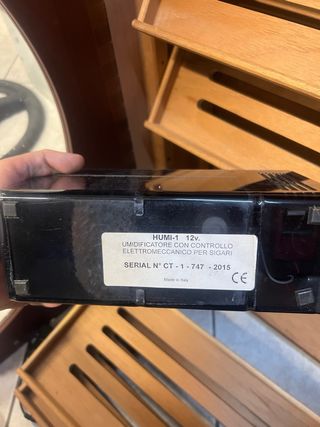 HUMI-1 12v.
UMIDIFICATORE CON CONTROLLO
ELETTROMECCANICO PER SIGARI
SERIAL N° CT - 1 - 747 - 2015
Made in Italy
CE